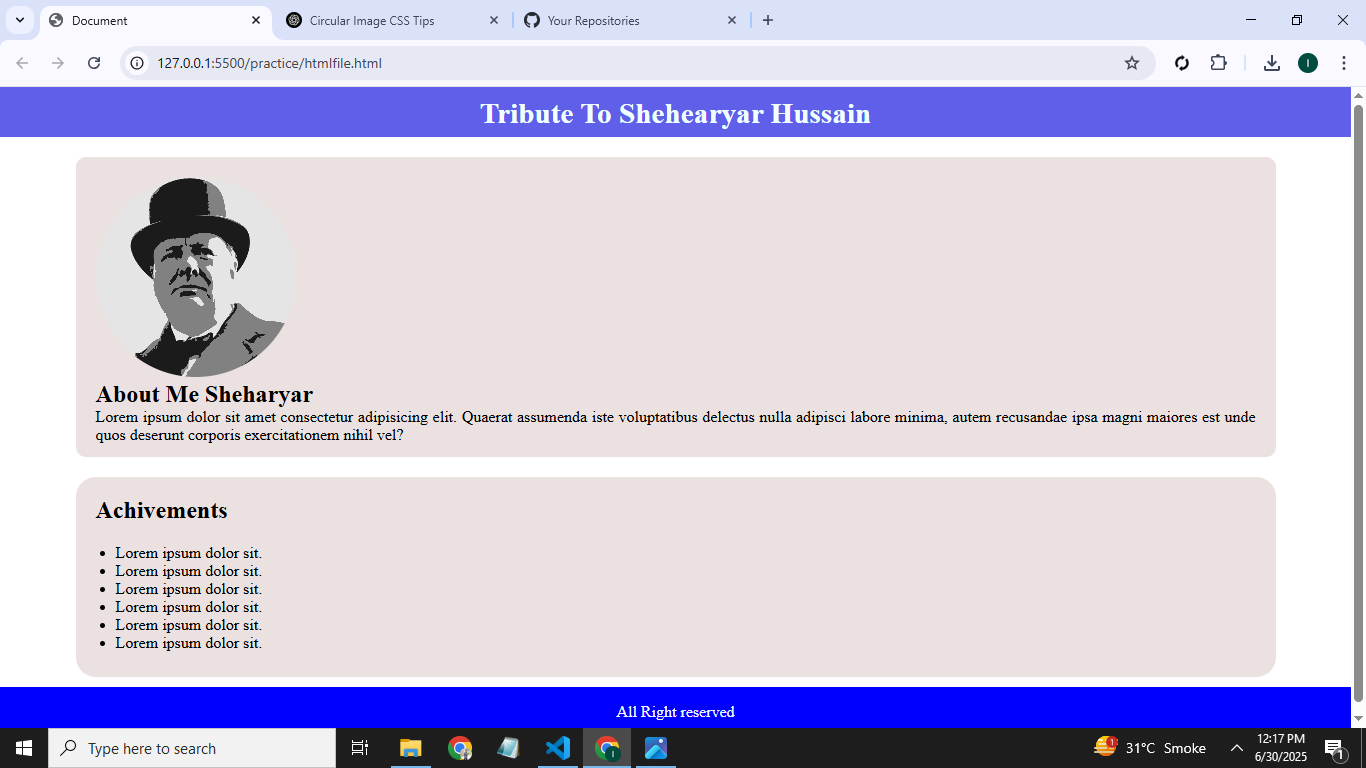 Document
Circular Image CSS Tips
Your Repositories
127.0.0.1:5500/practice/htmlfile.html
I
Tribute To Shehearyar Hussain
About Me Sheharyar
Lorem ipsum dolor sit amet consectetur adipisicing elit. Quaerat assumenda iste voluptatibus delectus nulla adipisci labore minima, autem recusandae ipsa magni maiores est unde
quos deserunt corporis exercitationem nihil vel?
Achivements
Lorem ipsum dolor sit.
Lorem ipsum dolor sit.
Lorem ipsum dolor sit.
Lorem ipsum dolor sit.
Lorem ipsum dolor sit.
Lorem ipsum dolor sit.
All Right reserved
Type here to search
1
31°C Smoke
12:17 PM
6/30/2025
1